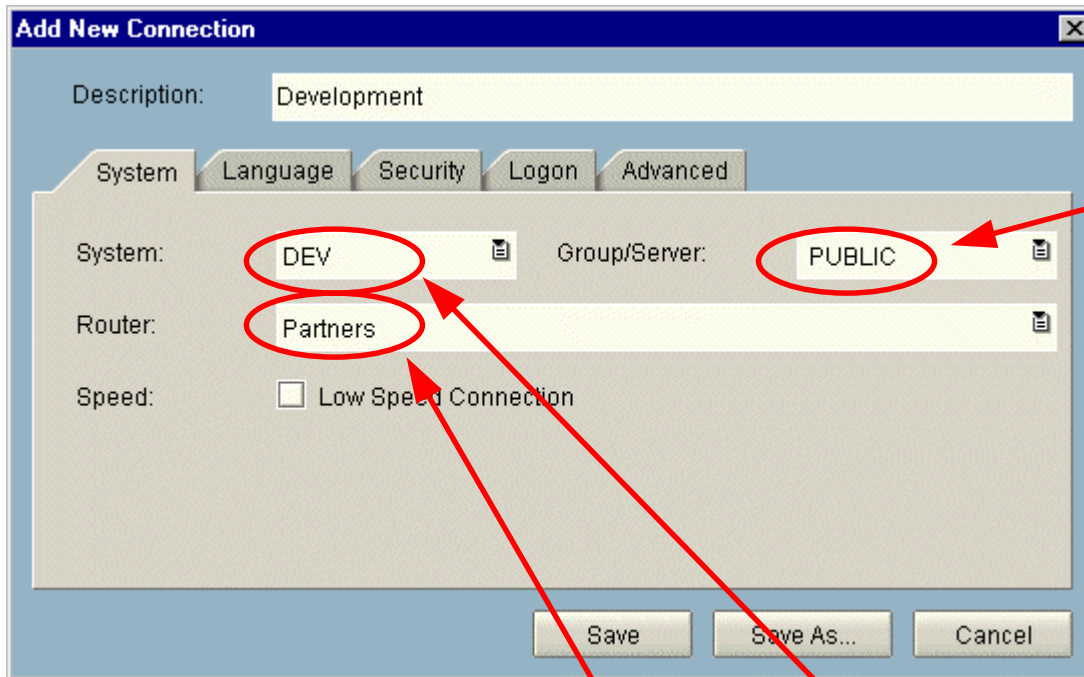 Add New Connection
Description: Development
System Language Security Logon Advanced
System: DEV Group/Server: PUBLIC
Router: Partners
Speed: Low Speed Connection
Save Save As... Cancel